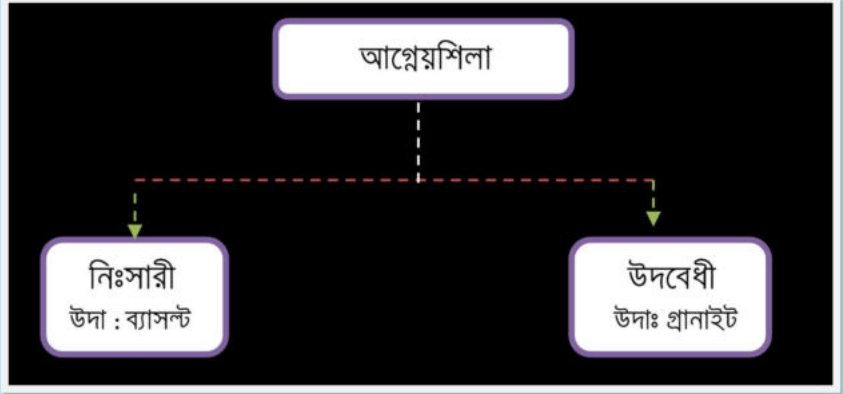 আগ্নেয়শিলা
নিঃসারী
উদা : ব্যাসল্ট
উদবেধী
উদাঃ গ্রানাইট